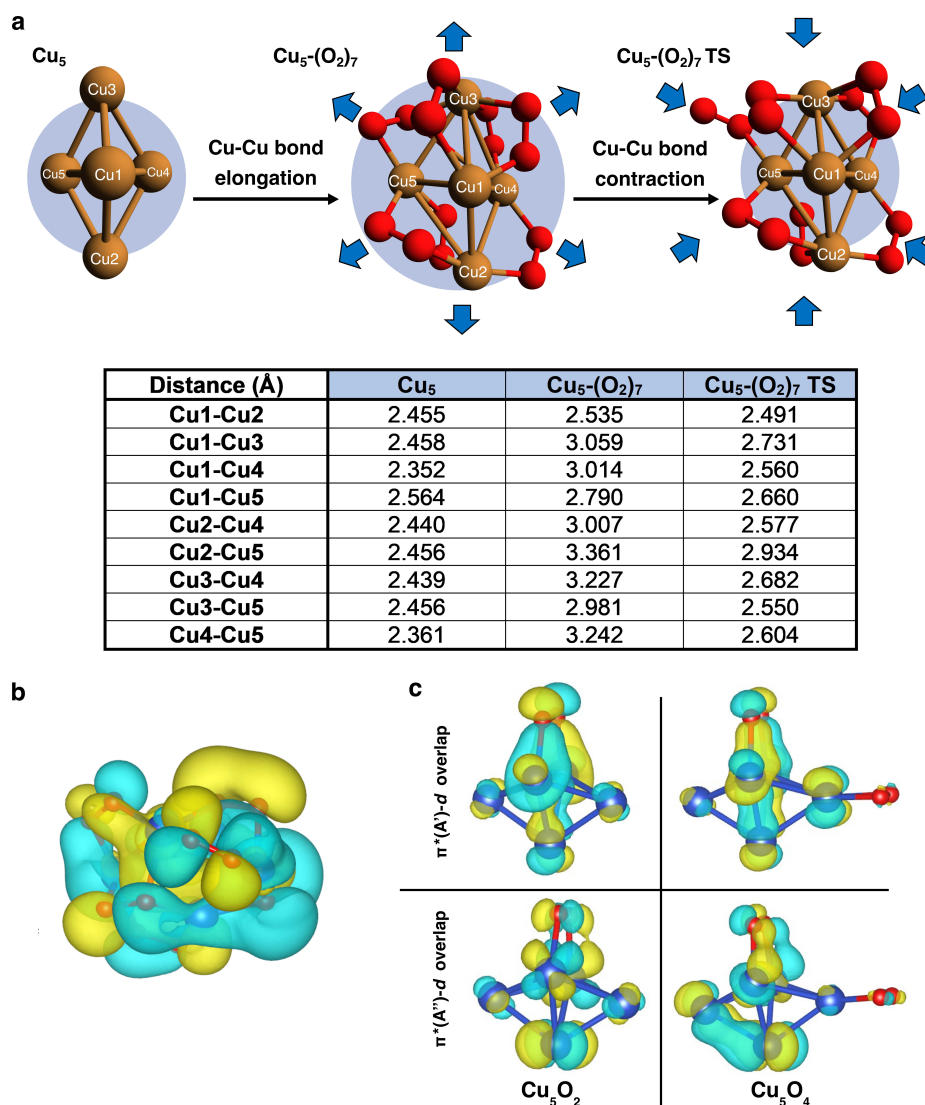 a
Cu5
Cu5-(O2)7
Cu5-(O2)7 TS
Cu3
Cu5
Cu1
Cu4
Cu2
Cu-Cu bond
elongation
Cu3
Cu5
Cu1
Cu4
Cu2
Cu-Cu bond
contraction
Cu3
Cu5
Cu1
Cu4
Cu2
Distance (Å) Cu5 Cu5-(O2)7 Cu5-(O2)7 TS
Cu1-Cu2 2.455 2.535 2.491
Cu1-Cu3 2.458 3.059 2.731
Cu1-Cu4 2.352 3.014 2.560
Cu1-Cu5 2.564 2.790 2.660
Cu2-Cu4 2.440 3.007 2.577
Cu2-Cu5 2.456 3.361 2.934
Cu3-Cu4 2.439 3.227 2.682
Cu3-Cu5 2.456 2.981 2.550
Cu4-Cu5 2.361 3.242 2.604
b
c
π*(A')-d overlap
π*(A'')-d overlap
Cu5O2
Cu5O4